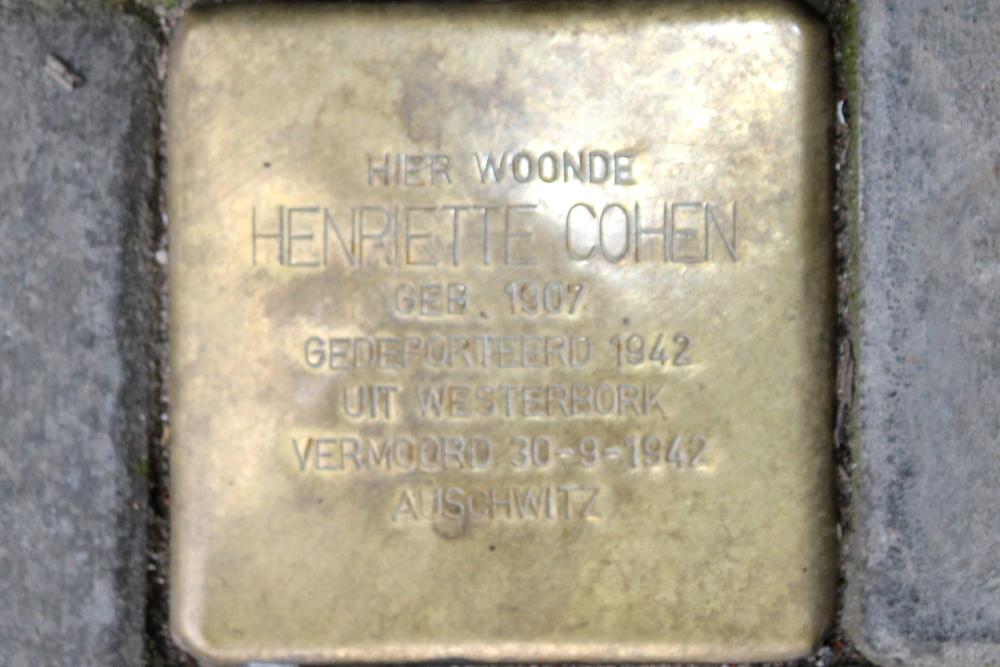 HIER WOONDE
HENRIETTE COHEN
GEB. 1907
GEDEPORTEERD 1942
UIT WESTERBORK
VERMOORD 30-9-1942
AUSCHWITZ